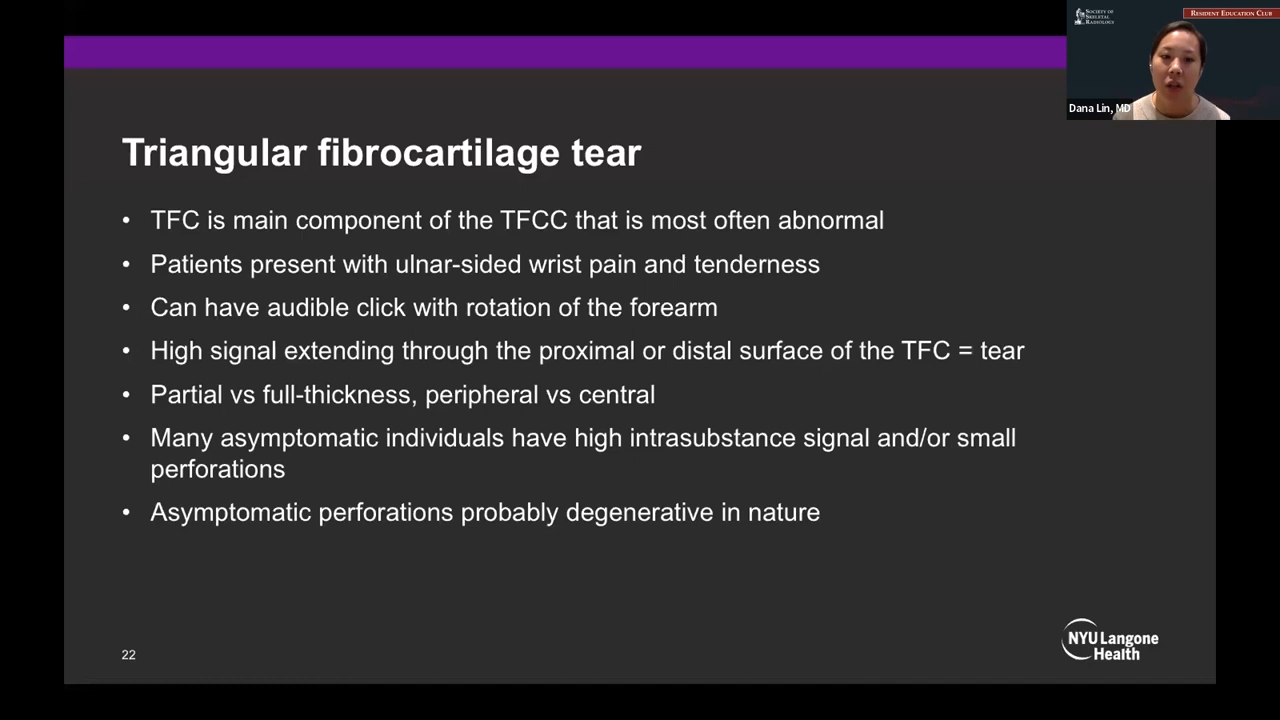 SOCIETY OF
SKELETAL
RADIOLOGY
RESIDENT EDUCATION CLUB
Dana Lin, MD
Triangular fibrocartilage tear
• TFC is main component of the TFCC that is most often abnormal
• Patients present with ulnar-sided wrist pain and tenderness
• Can have audible click with rotation of the forearm
• High signal extending through the proximal or distal surface of the TFC = tear
• Partial vs full-thickness, peripheral vs central
• Many asymptomatic individuals have high intrasubstance signal and/or small
perforations
• Asymptomatic perforations probably degenerative in nature
22
NYU Langone
Health